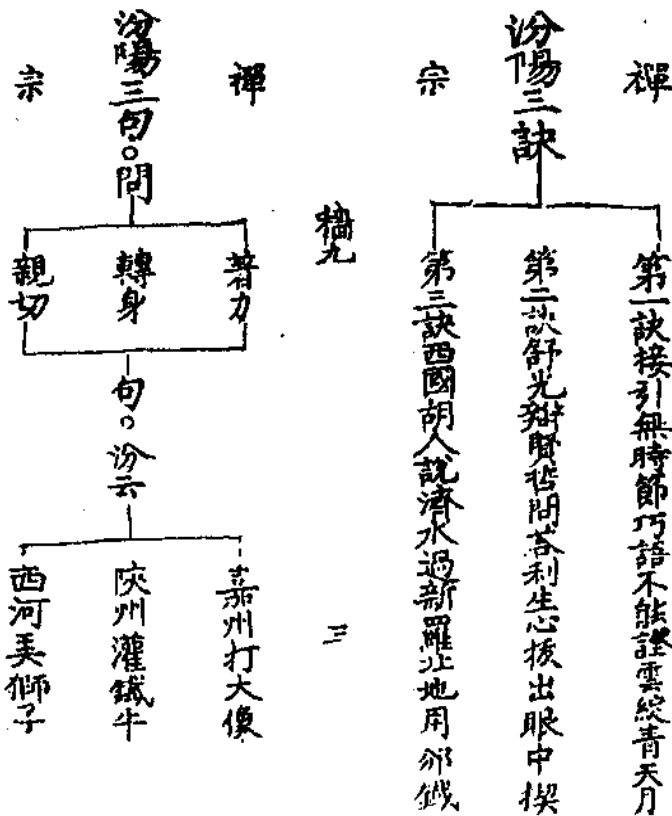 禪
宗
汾陽三訣
第一訣接引無時節巧語不能詮雲綻青天月
第二訣舒光辨賢哲問荅利生心拔出眼中楔
第三訣西國胡人說濟水過新羅北地用邠鐵
三
禪
宗
汾陽三句○問
著力
轉身
親切
句○汾云
嘉州打大像
陝州灌鐵牛
西河弄獅子